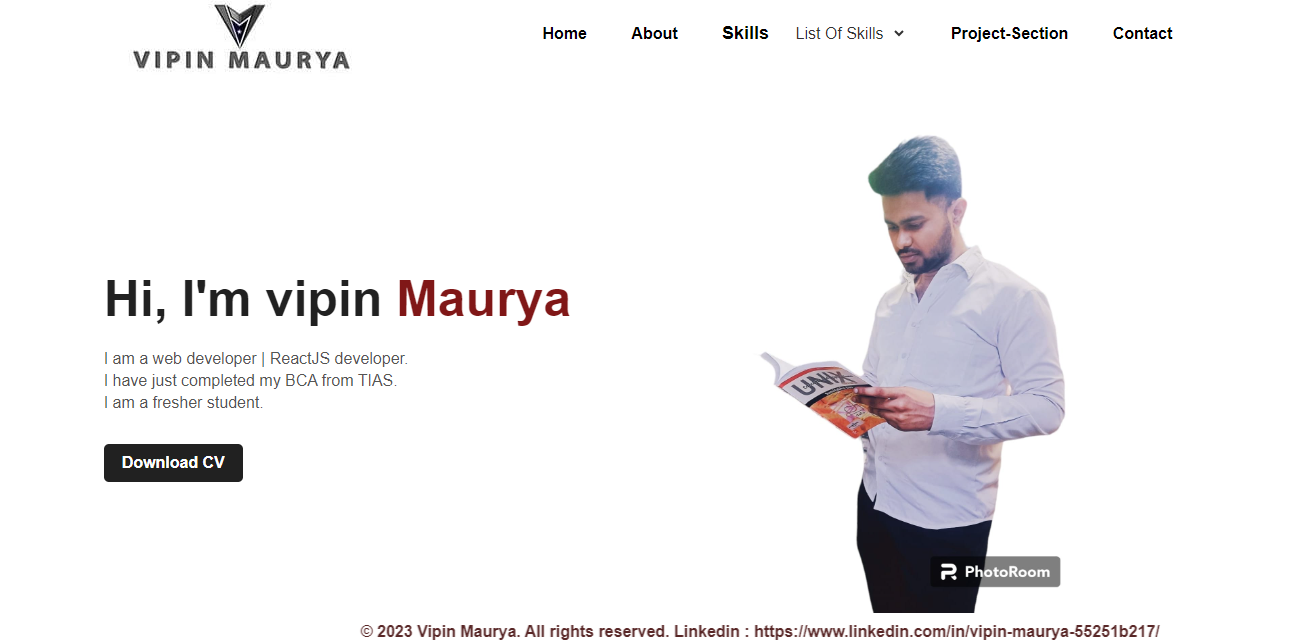 VIPIN MAURYA
Home About Skills List Of Skills Project-Section Contact
Hi, I'm vipin Maurya
I am a web developer | ReactJS developer.
I have just completed my BCA from TIAS.
I am a fresher student.
Download CV
UNIX
PhotoRoom
© 2023 Vipin Maurya. All rights reserved. Linkedin : https://www.linkedin.com/in/vipin-maurya-55251b217/